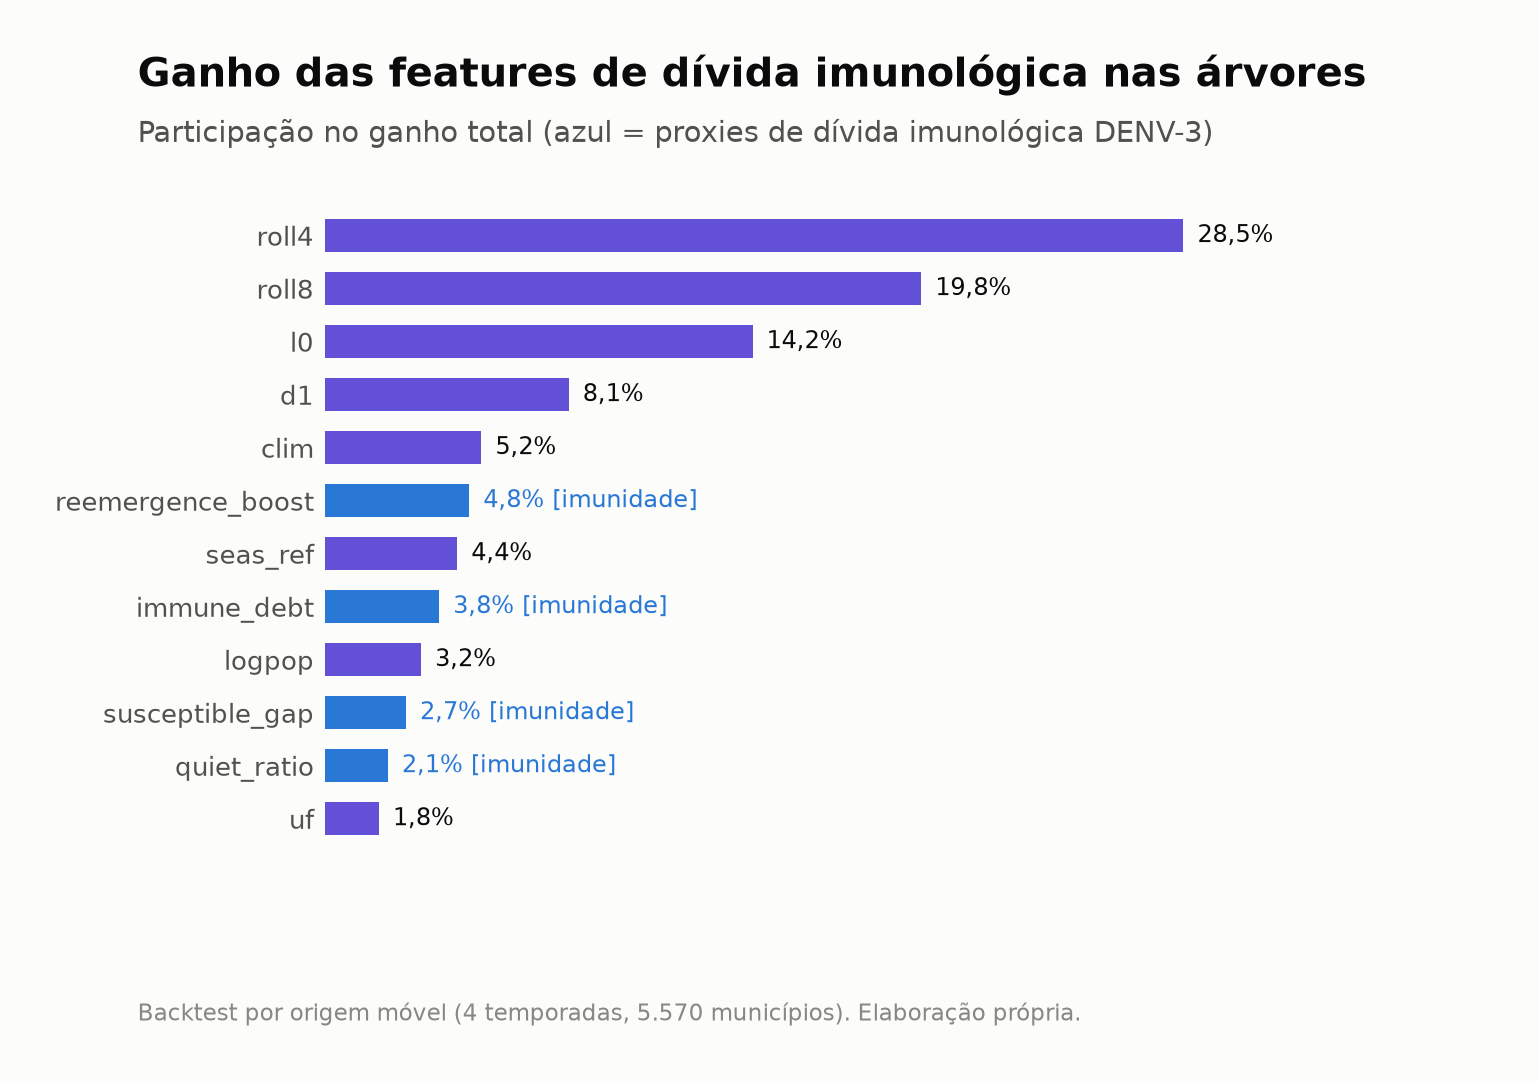 Ganho das features de dívida imunológica nas árvores
Participação no ganho total (azul = proxies de dívida imunológica DENV-3)
roll4 28,5%
roll8 19,8%
l0 14,2%
d1 8,1%
clim 5,2%
reemergence_boost 4,8% [imunidade]
seas_ref 4,4%
immune_debt 3,8% [imunidade]
logpop 3,2%
susceptible_gap 2,7% [imunidade]
quiet_ratio 2,1% [imunidade]
uf 1,8%
Backtest por origem móvel (4 temporadas, 5.570 municípios). Elaboração própria.